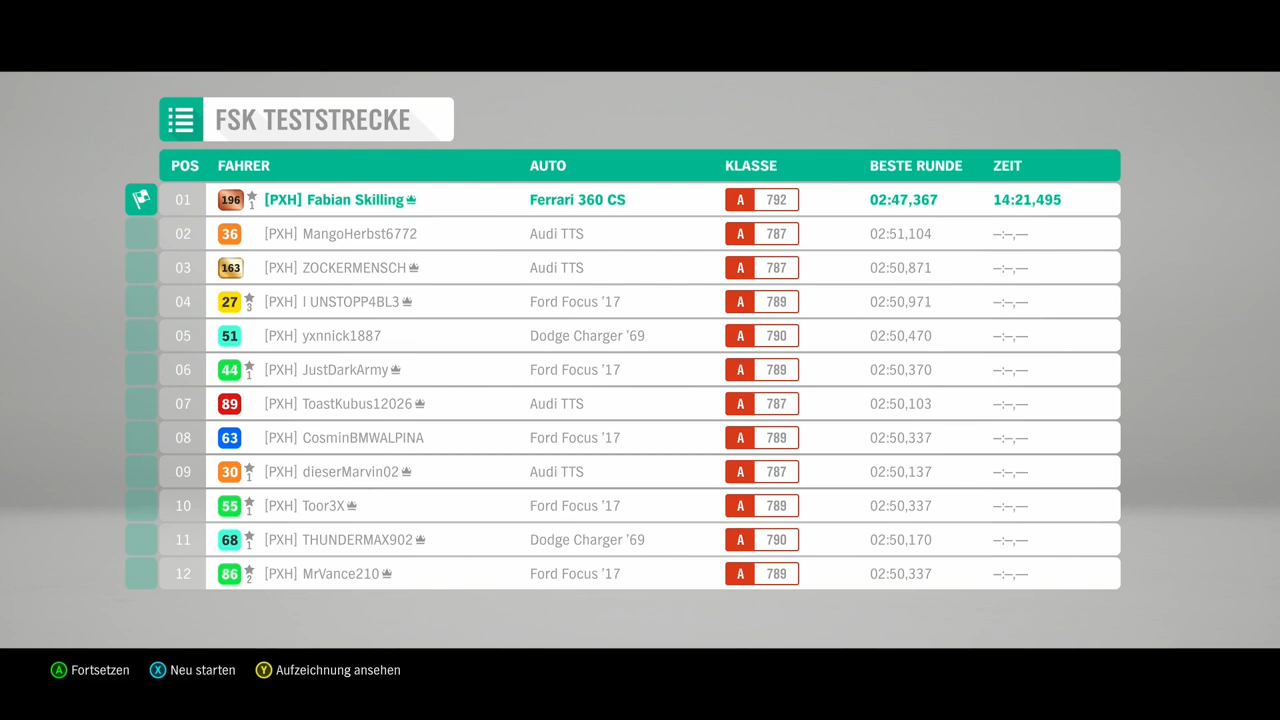 FSK TESTSTRECKE
POS FAHRER AUTO KLASSE BESTE RUNDE ZEIT
01 196 1 [PXH] Fabian Skilling Ferrari 360 CS A 792 02:47,367 14:21,495
02 36 [PXH] MangoHerbst6772 Audi TTS A 787 02:51,104 –:–,––
03 163 [PXH] ZOCKERMENSCH Audi TTS A 787 02:50,871 –:–,––
04 27 3 [PXH] I UNSTOPP4BL3 Ford Focus '17 A 789 02:50,971 –:–,––
05 51 [PXH] yxnnick1887 Dodge Charger '69 A 790 02:50,470 –:–,––
06 44 1 [PXH] JustDarkArmy Ford Focus '17 A 789 02:50,370 –:–,––
07 89 [PXH] ToastKubus12026 Audi TTS A 787 02:50,103 –:–,––
08 63 [PXH] CosminBMWALPINA Ford Focus '17 A 789 02:50,337 –:–,––
09 30 1 [PXH] dieserMarvin02 Audi TTS A 787 02:50,137 –:–,––
10 55 1 [PXH] Toor3X Ford Focus '17 A 789 02:50,337 –:–,––
11 68 1 [PXH] THUNDERMAX902 Dodge Charger '69 A 790 02:50,170 –:–,––
12 86 2 [PXH] MrVance210 Ford Focus '17 A 789 02:50,337 –:–,––
A Fortsetzen X Neu starten Y Aufzeichnung ansehen